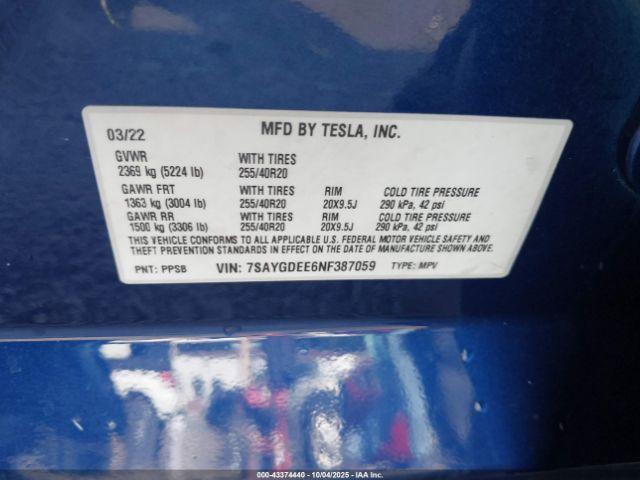 03/22 MFD BY TESLA, INC.
GVWR WITH TIRES
2369 kg (5224 lb) 255/40R20
GAWR FRT WITH TIRES RIM COLD TIRE PRESSURE
1363 kg (3004 lb) 255/40R20 20X9.5J 290 kPa, 42 psi
GAWR RR WITH TIRES RIM COLD TIRE PRESSURE
1500 kg (3306 lb) 255/40R20 20X9.5J 290 kPa, 42 psi
THIS VEHICLE CONFORMS TO ALL APPLICABLE U.S. FEDERAL MOTOR VEHICLE SAFETY AND
THEFT PREVENTION STANDARDS IN EFFECT ON THE DATE OF MANUFACTURE SHOWN ABOVE.
PNT: PPSB VIN: 7SAYGDEE6NF387059 TYPE: MPV
000-43374440 - 10/04/2025 - IAA Inc.